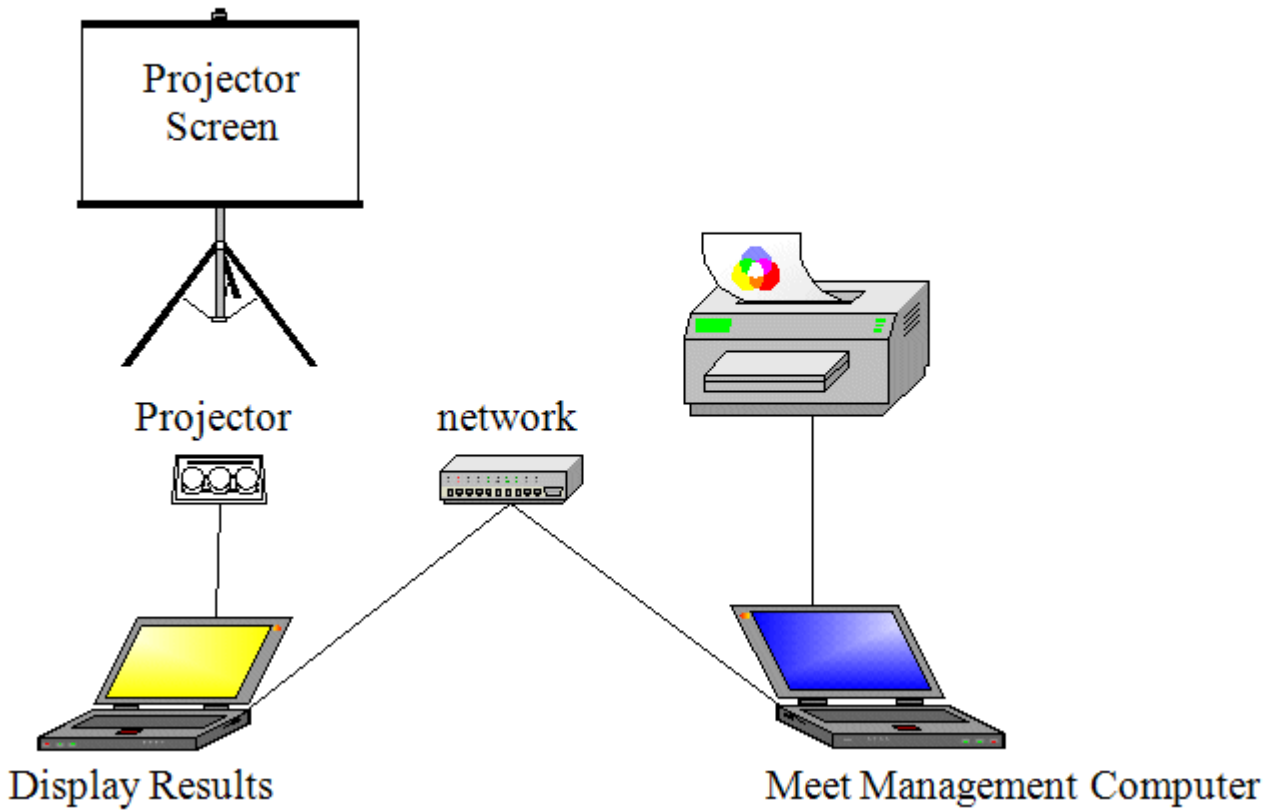 Projector
Screen
Projector
network
Display Results
Meet Management Computer